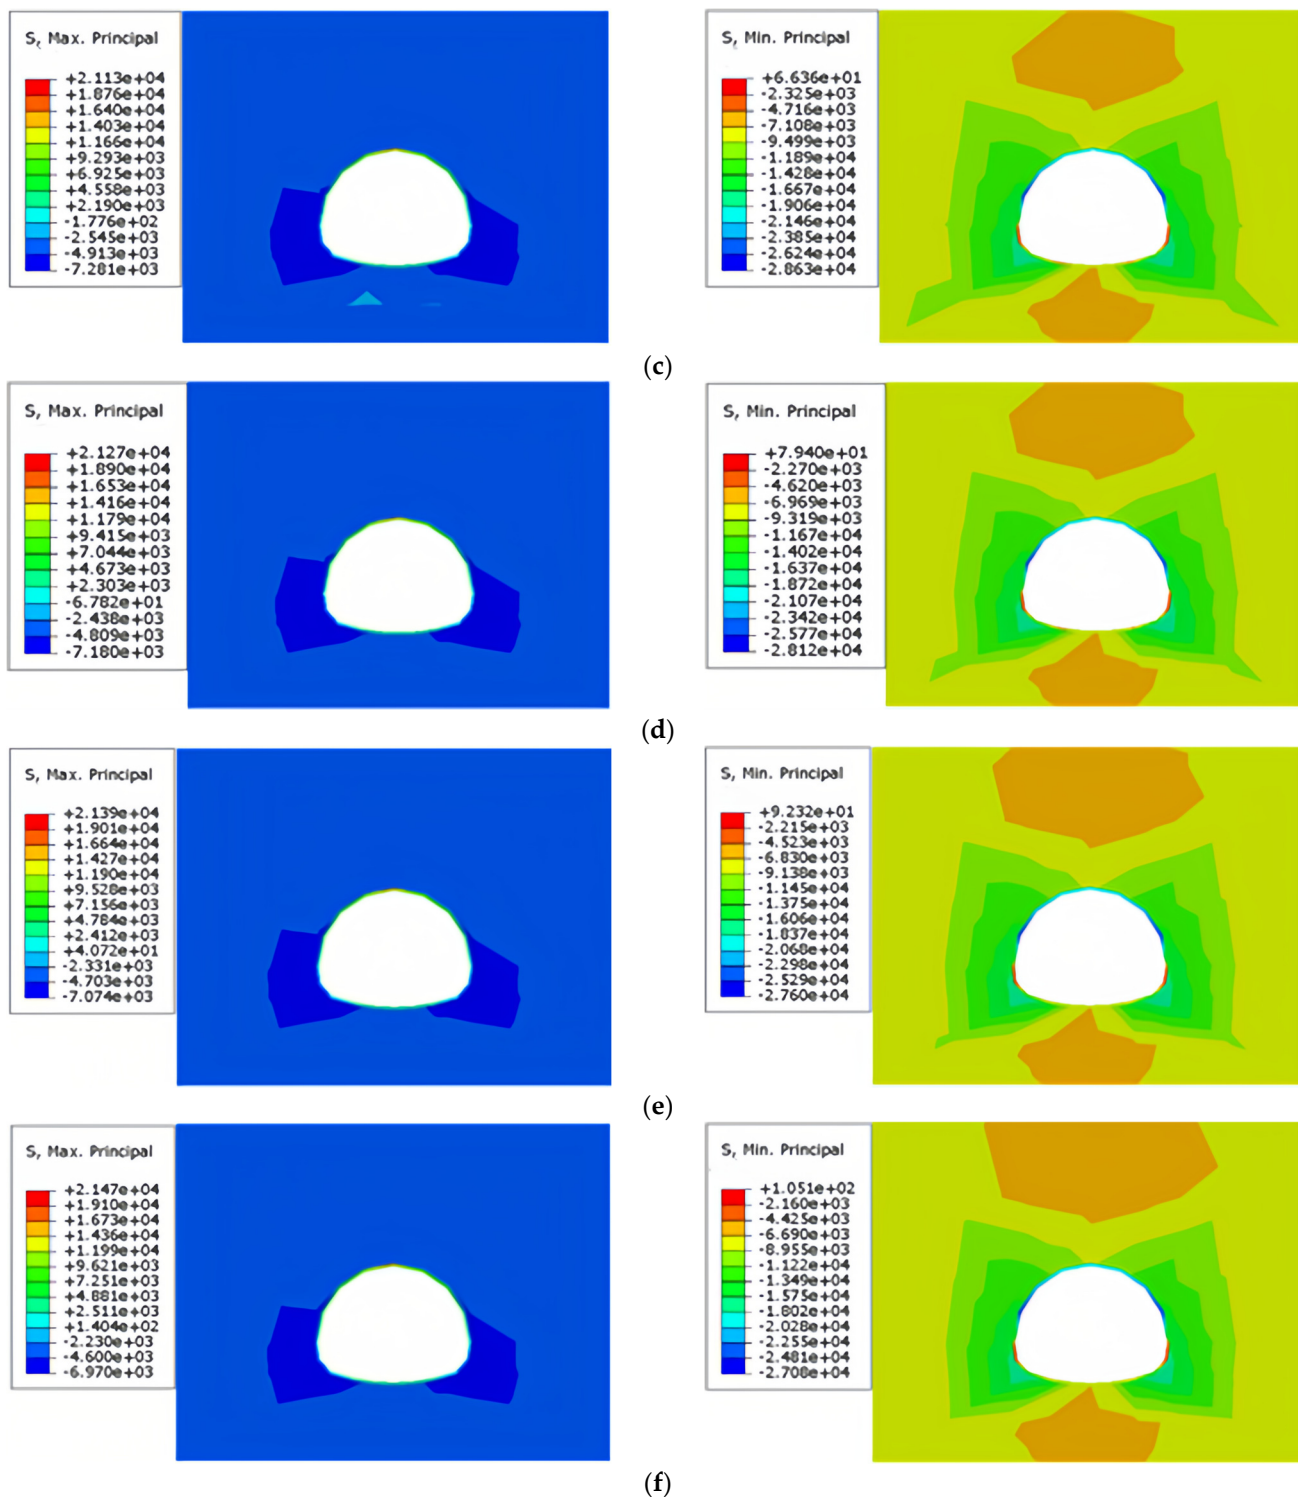 S, Max. Principal
+2.113e+04
+1.876e+04
+1.640e+04
+1.403e+04
+1.166e+04
+9.293e+03
+6.925e+03
+4.558e+03
+2.190e+03
-1.776e+02
-2.545e+03
-4.913e+03
-7.281e+03
S, Min. Principal
+6.636e+01
-2.325e+03
-4.716e+03
-7.108e+03
-9.499e+03
-1.189e+04
-1.428e+04
-1.667e+04
-1.906e+04
-2.146e+04
-2.385e+04
-2.624e+04
-2.863e+04
(c)
S, Max. Principal
+2.127e+04
+1.890e+04
+1.653e+04
+1.416e+04
+1.179e+04
+9.415e+03
+7.044e+03
+4.673e+03
+2.303e+03
-6.782e+01
-2.438e+03
-4.809e+03
-7.180e+03
S, Min. Principal
+7.940e+01
-2.270e+03
-4.620e+03
-6.969e+03
-9.319e+03
-1.167e+04
-1.402e+04
-1.637e+04
-1.872e+04
-2.107e+04
-2.342e+04
-2.577e+04
-2.812e+04
(d)
S, Max. Principal
+2.139e+04
+1.901e+04
+1.664e+04
+1.427e+04
+1.190e+04
+9.528e+03
+7.156e+03
+4.784e+03
+2.412e+03
+4.072e+01
-2.331e+03
-4.703e+03
-7.074e+03
S, Min. Principal
+9.232e+01
-2.215e+03
-4.523e+03
-6.830e+03
-9.138e+03
-1.145e+04
-1.375e+04
-1.606e+04
-1.837e+04
-2.068e+04
-2.298e+04
-2.529e+04
-2.760e+04
(e)
S, Max. Principal
+2.147e+04
+1.910e+04
+1.673e+04
+1.436e+04
+1.199e+04
+9.621e+03
+7.251e+03
+4.881e+03
+2.511e+03
+1.404e+02
-2.230e+03
-4.600e+03
-6.970e+03
S, Min. Principal
+1.051e+02
-2.160e+03
-4.425e+03
-6.690e+03
-8.955e+03
-1.122e+04
-1.349e+04
-1.575e+04
-1.802e+04
-2.028e+04
-2.255e+04
-2.481e+04
-2.708e+04
(f)